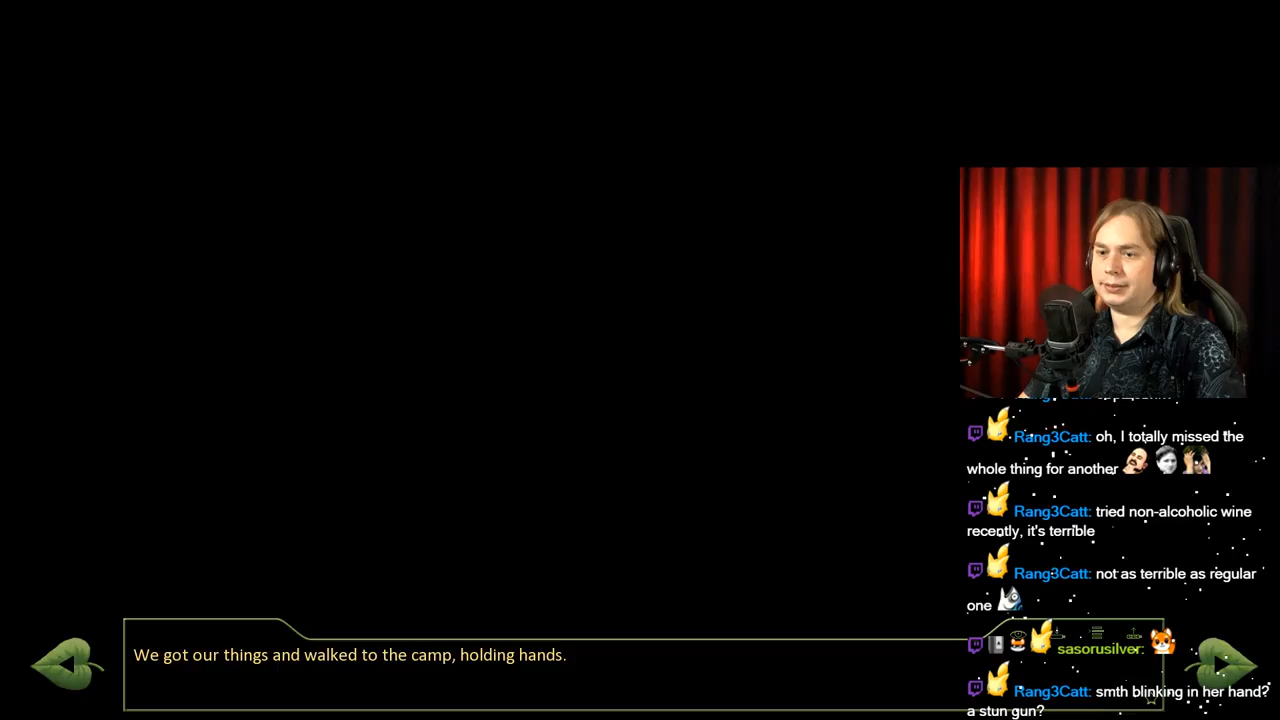 Rang3Catt: oh, I totally missed the
whole thing for another
Rang3Catt: tried non-alcoholic wine
recently, it's terrible
Rang3Catt: not as terrible as regular
one
sasorusilver:
Rang3Catt: smth blinking in her hand?
a stun gun?
We got our things and walked to the camp, holding hands.